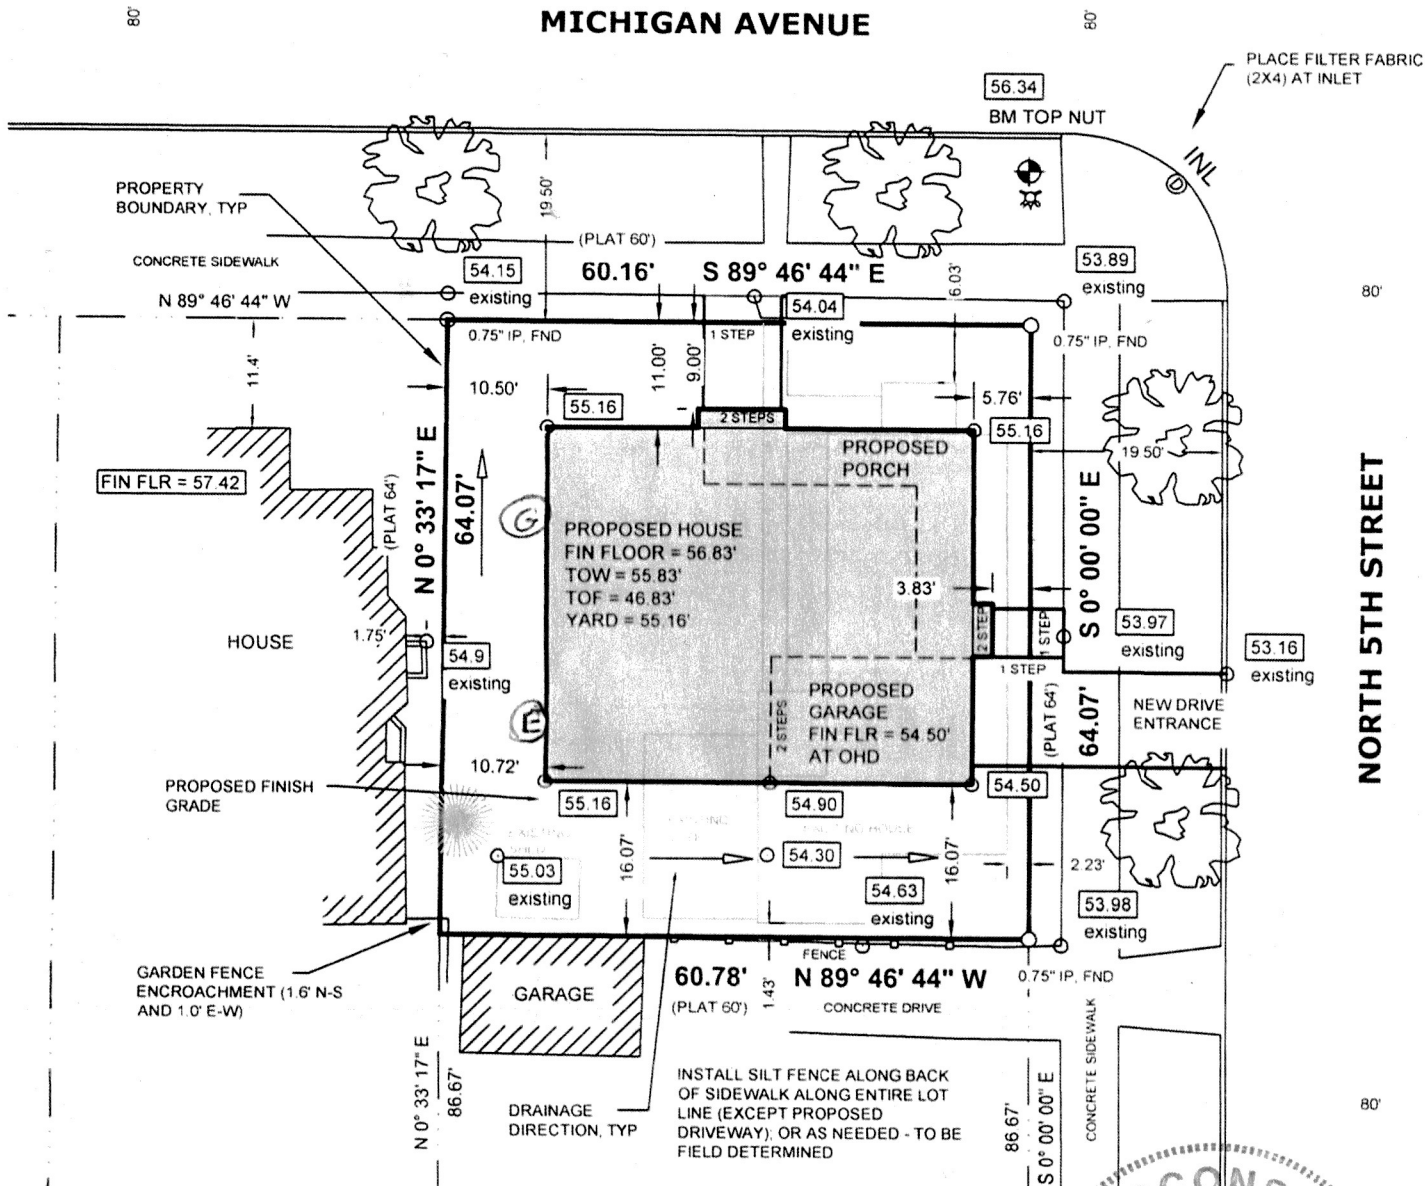 80'
MICHIGAN AVENUE
80'
PLACE FILTER FABRIC
(2X4) AT INLET
56.34
BM TOP NUT
INL
D
PROPERTY
BOUNDARY, TYP
19.50'
(PLAT 60')
CONCRETE SIDEWALK
54.15
existing
60.16'
S 89° 46' 44" E
6.03'
53.89
existing
80'
N 89° 46' 44" W
54.04
existing
0.75" IP, FND
1 STEP
0.75" IP, FND
11.4'
10.50'
11.00'
9.00'
5.76'
55.16
2 STEPS
55.16
19.50'
PROPOSED
PORCH
FIN FLR = 57.42
(PLAT 64')
N 0° 33' 17" E
64.07'
G
PROPOSED HOUSE
FIN FLOOR = 56.83'
TOW = 55.83'
TOF = 46.83'
YARD = 55.16'
S 0° 00' 00" E
NORTH 5TH STREET
3.83'
HOUSE
1.75'
54.9
existing
2 STEP
1 STEP
1 STEP
53.97
existing
53.16
existing
E
2 STEPS
PROPOSED
GARAGE
FIN FLR = 54.50'
AT OHD
(PLAT 64')
64.07'
NEW DRIVE
ENTRANCE
10.72'
PROPOSED FINISH
GRADE
55.16
54.90
54.50
EXISTING
EXISTING
EXISTING HOUSE
16.07'
16.07'
55.03
existing
54.30
54.63
existing
2.23'
53.98
existing
FENCE
GARDEN FENCE
ENCROACHMENT (1.6' N-S
AND 1.0' E-W)
GARAGE
60.78'
(PLAT 60')
1.43'
N 89° 46' 44" W
0.75" IP, FND
CONCRETE DRIVE
CONCRETE SIDEWALK
N 0° 33' 17" E
86.67'
DRAINAGE
DIRECTION, TYP
INSTALL SILT FENCE ALONG BACK
OF SIDEWALK ALONG ENTIRE LOT
LINE (EXCEPT PROPOSED
DRIVEWAY); OR AS NEEDED - TO BE
FIELD DETERMINED
86.67'
S 0° 00' 00" E
80'